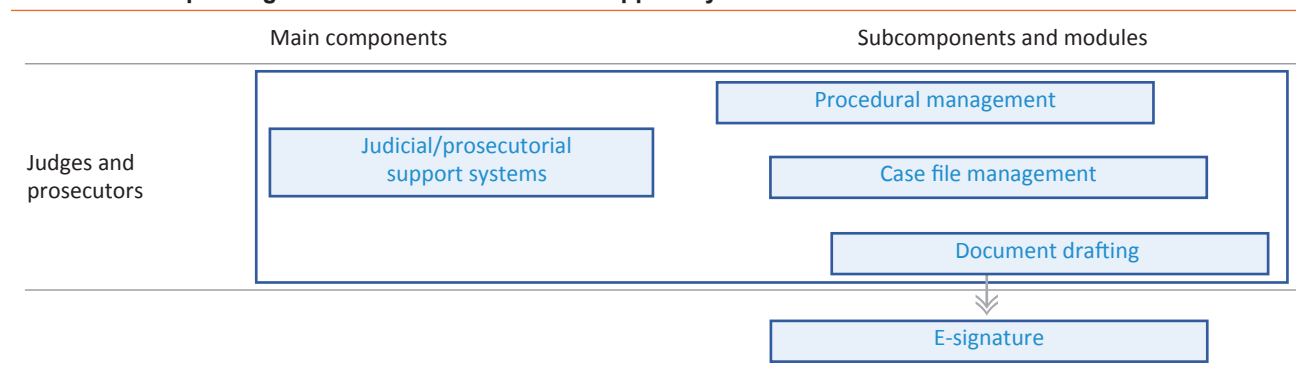 Main components
Subcomponents and modules
Judges and
prosecutors
Judicial/prosecutorial
support systems
Procedural management
Case file management
Document drafting
E-signature